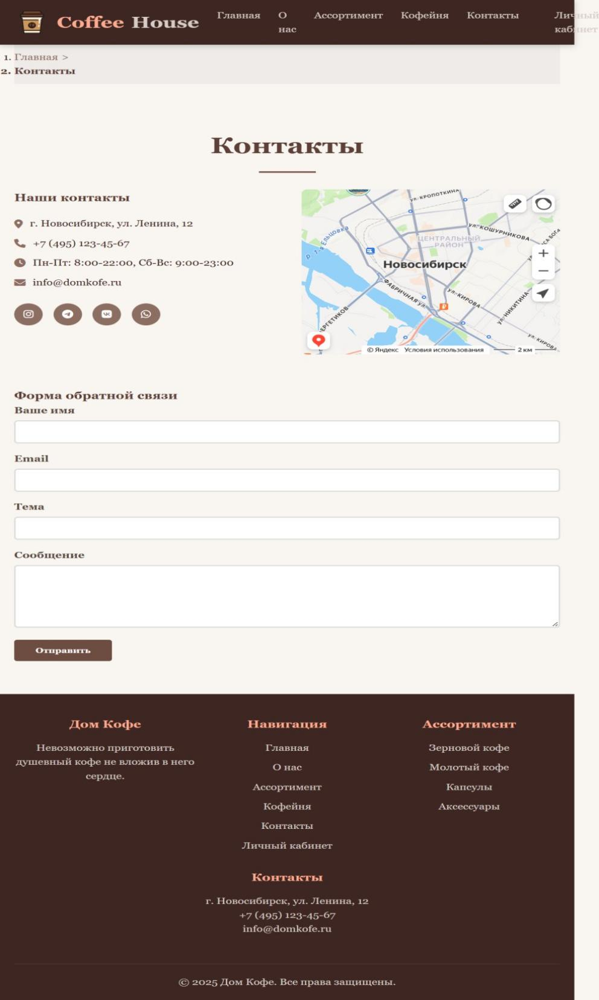 Coffee House
Главная
О нас
Ассортимент
Кофейня
Контакты
Личный кабинет
1. Главная >
2. Контакты
Контакты
Наши контакты
г. Новосибирск, ул. Ленина, 12
+7 (495) 123-45-67
Пн-Пт: 8:00-22:00, Сб-Вс: 9:00-23:00
info@domkofe.ru
ул. КРОПОТКИНА
ул. КОШУРНИКОВА
р. 1-я Ельцовка
ЦЕНТРАЛЬНЫЙ
РАЙОН
Новосибирск
ФАБРИЧНАЯ ул.
ул. КИРОВА
ул. НИКИТИНА
ЕРГЕТИКОВ
ул. КИРОВА
© Яндекс Условия использования
2 км
Форма обратной связи
Ваше имя
Email
Тема
Сообщение
Отправить
Дом Кофе
Невозможно приготовить
душевный кофе не вложив в него
сердце.
Навигация
Главная
О нас
Ассортимент
Кофейня
Контакты
Личный кабинет
Ассортимент
Зерновой кофе
Молотый кофе
Капсулы
Аксессуары
Контакты
г. Новосибирск, ул. Ленина, 12
+7 (495) 123-45-67
info@domkofe.ru
© 2025 Дом Кофе. Все права защищены.